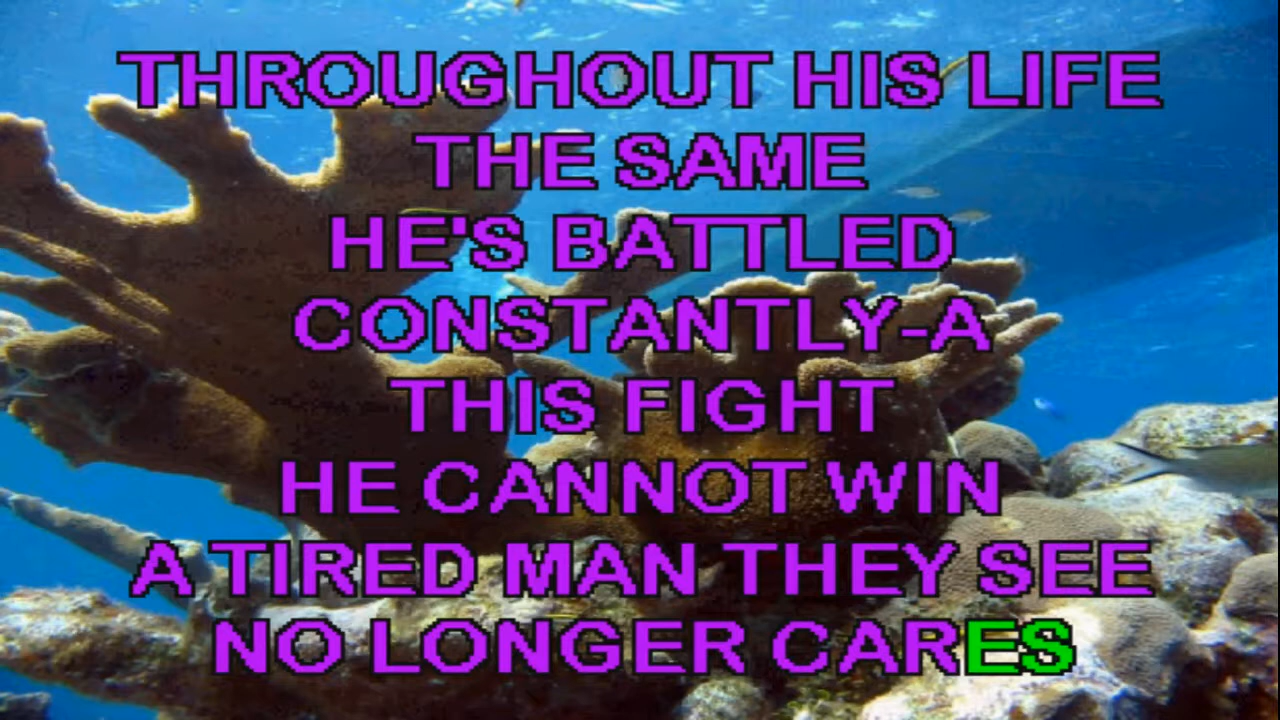 THROUGHOUT HIS LIFE
THE SAME
HE'S BATTLED
CONSTANTLY-A
THIS FIGHT
HE CANNOT WIN
A TIRED MAN THEY SEE
NO LONGER CARES